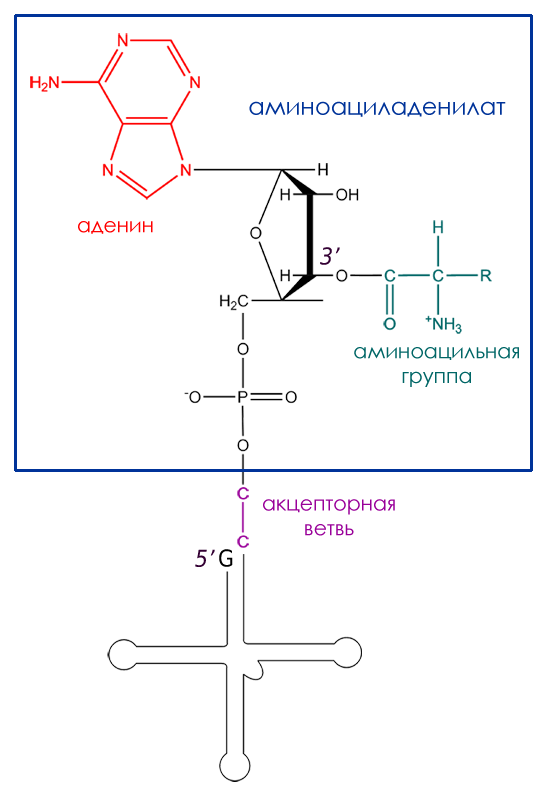 N
H₂N
N
аминоациладенилат
N
N
H
H
OH
аденин
O
3′
H
H
O
C
C
R
H₂C
O
⁺NH₃
O
аминоацильная
группа
⁻O
P
O
O
C
акцепторная
ветвь
C
5′ G